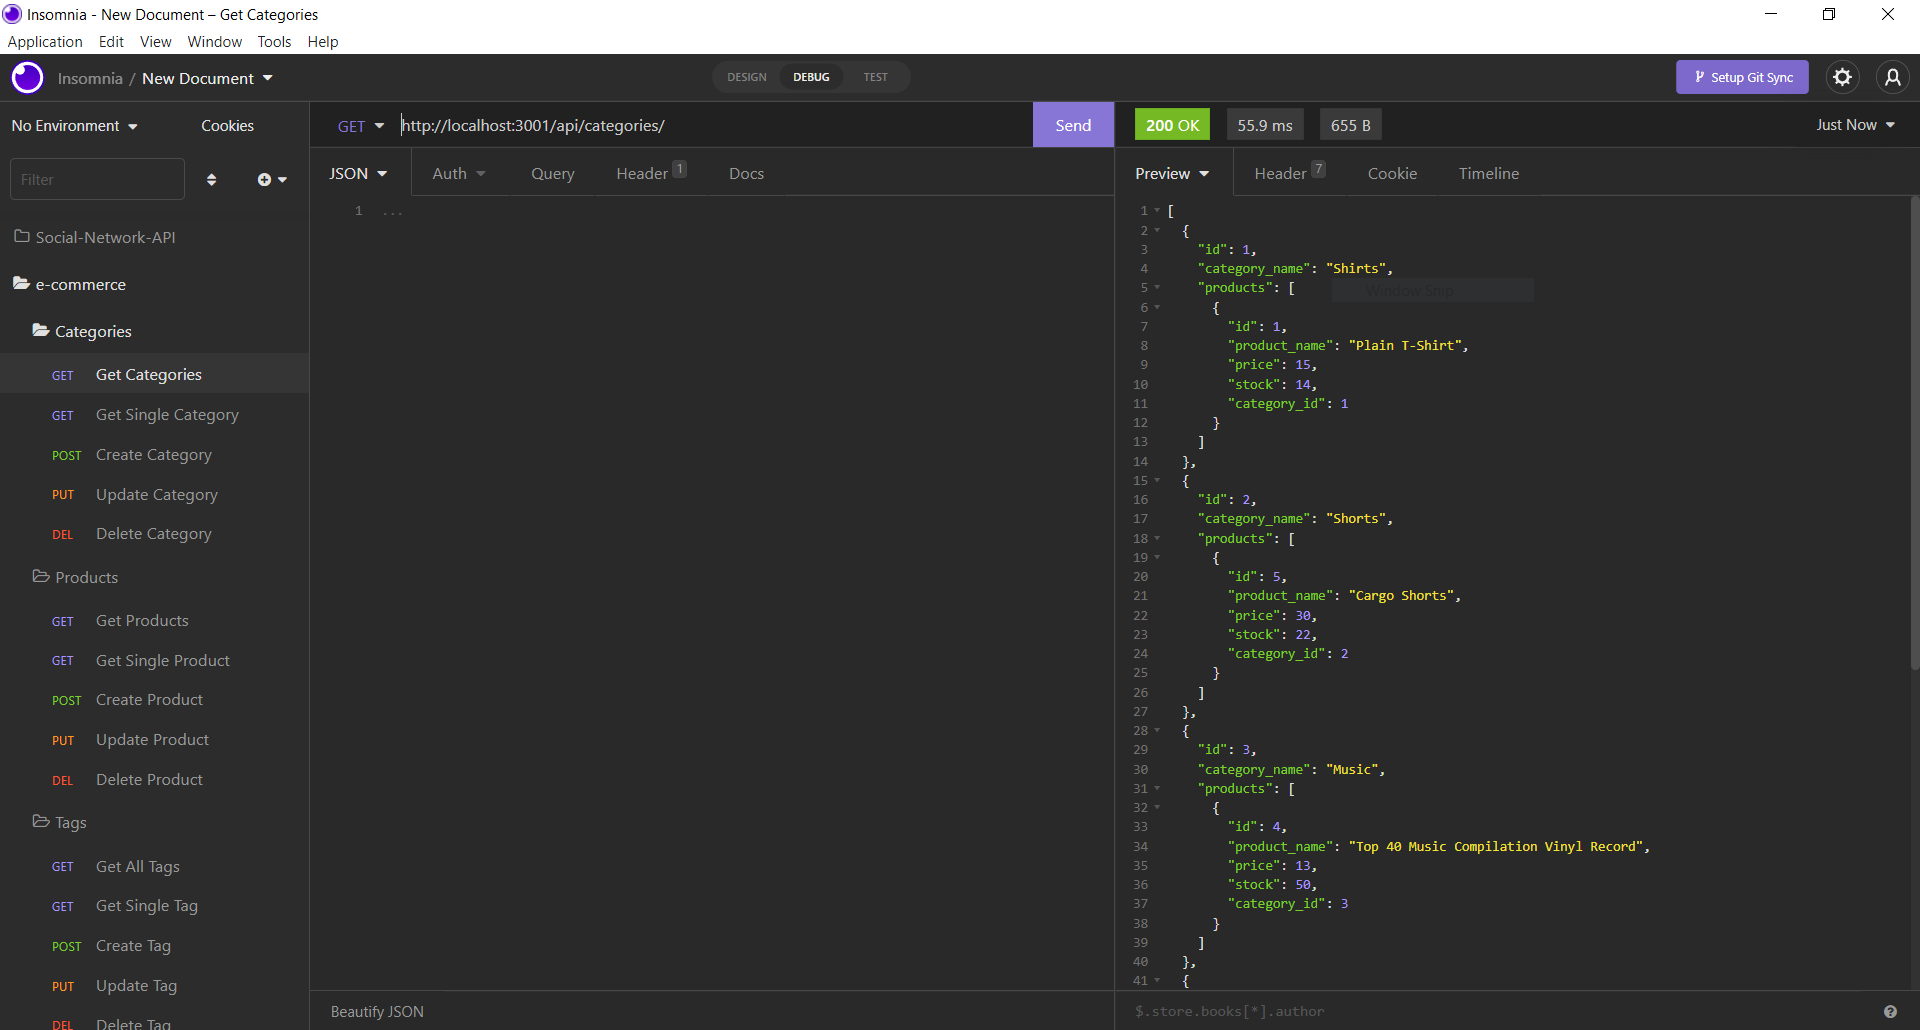 Insomnia - New Document – Get Categories
Application Edit View Window Tools Help
Insomnia / New Document
DESIGN DEBUG TEST
Setup Git Sync
No Environment Cookies
GET http://localhost:3001/api/categories/ Send
200 OK 55.9 ms 655 B Just Now
Filter
JSON Auth Query Header 1 Docs
Preview Header 7 Cookie Timeline
Social-Network-API
e-commerce
Categories
GET Get Categories
GET Get Single Category
POST Create Category
PUT Update Category
DEL Delete Category
Products
GET Get Products
GET Get Single Product
POST Create Product
PUT Update Product
DEL Delete Product
Tags
GET Get All Tags
GET Get Single Tag
POST Create Tag
PUT Update Tag
DEL Delete Tag
1 ...
Beautify JSON
1 [
2 {
3 "id": 1,
4 "category_name": "Shirts",
5 "products": [
Window Snip
6 {
7 "id": 1,
8 "product_name": "Plain T-Shirt",
9 "price": 15,
10 "stock": 14,
11 "category_id": 1
12 }
13 ]
14 },
15 {
16 "id": 2,
17 "category_name": "Shorts",
18 "products": [
19 {
20 "id": 5,
21 "product_name": "Cargo Shorts",
22 "price": 30,
23 "stock": 22,
24 "category_id": 2
25 }
26 ]
27 },
28 {
29 "id": 3,
30 "category_name": "Music",
31 "products": [
32 {
33 "id": 4,
34 "product_name": "Top 40 Music Compilation Vinyl Record",
35 "price": 13,
36 "stock": 50,
37 "category_id": 3
38 }
39 ]
40 },
41 {
$.store.books[*].author